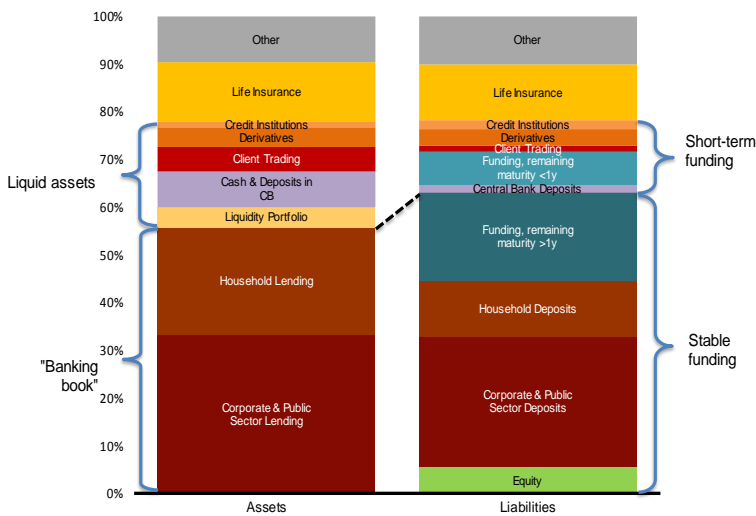 100%
90%
80%
70%
60%
50%
40%
30%
20%
10%
0%
Liquid assets
"Banking
book"
Other
Life Insurance
Credit Institutions
Derivatives
Client Trading
Cash & Deposits in
CB
Liquidity Portfolio
Household Lending
Corporate & Public
Sector Lending
Assets
Other
Life Insurance
Credit Institutions
Derivatives
Client Trading
Funding, remaining
maturity <1y
Central Bank Deposits
Funding, remaining
maturity >1y
Household Deposits
Corporate & Public
Sector Deposits
Equity
Liabilities
Short-term
funding
Stable
funding